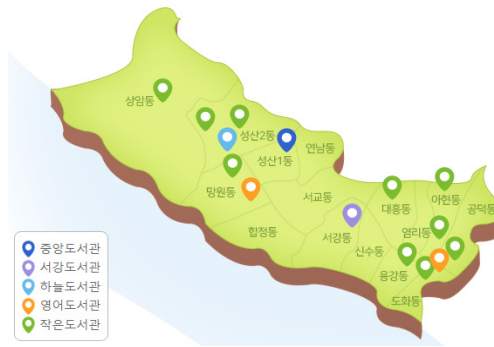 상암동
성산2동
연남동
성산1동
망원동
서교동
아현동
대흥동
공덕동
합정동
서강동
염리동
신수동
용강동
도화동
중앙도서관
서강도서관
하늘도서관
영어도서관
작은도서관